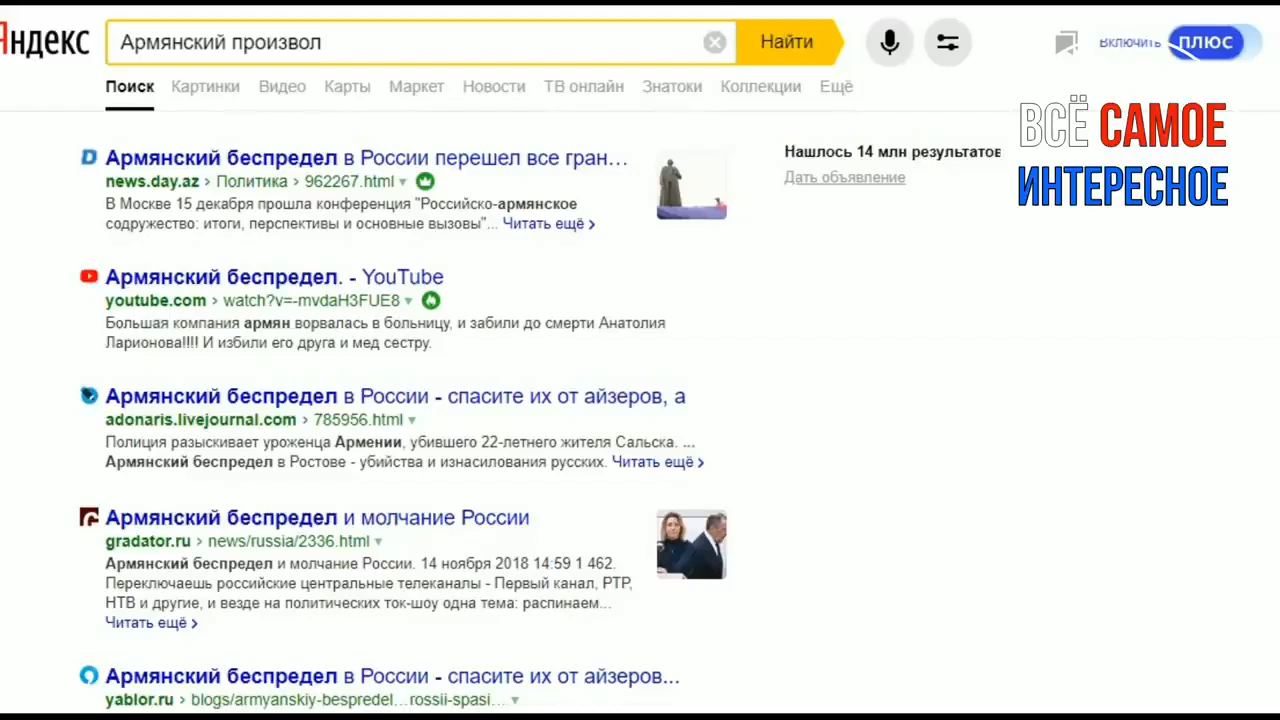 Яндекс
Армянский произвол
Найти
Включить ПЛЮС
Поиск Картинки Видео Карты Маркет Новости ТВ онлайн Знатоки Коллекции Ещё
ВСЁ САМОЕ
ИНТЕРЕСНОЕ
Нашлось 14 млн результатов
Дать объявление
Армянский беспредел в России перешел все гран...
news.day.az › Политика › 962267.html
В Москве 15 декабря прошла конференция "Российско-армянское
содружество: итоги, перспективы и основные вызовы"... Читать ещё ›
Армянский беспредел. - YouTube
youtube.com › watch?v=-mvdaH3FUE8
Большая компания армян ворвалась в больницу, и забили до смерти Анатолия
Ларионова!!!! И избили его друга и мед сестру.
Армянский беспредел в России - спасите их от айзеров, а
adonaris.livejournal.com › 785956.html
Полиция разыскивает уроженца Армении, убившего 22-летнего жителя Сальска. ...
Армянский беспредел в Ростове - убийства и изнасилования русских. Читать ещё ›
Армянский беспредел и молчание России
gradator.ru › news/russia/2336.html
Армянский беспредел и молчание России. 14 ноября 2018 14:59 1 462.
Переключаешь российские центральные телеканалы - Первый канал, РТР,
НТВ и другие, и везде на политических ток-шоу одна тема: распинаем...
Читать ещё ›
Армянский беспредел в России - спасите их от айзеров...
yablor.ru › blogs/armyanskiy-bespredel...rossii-spasi...